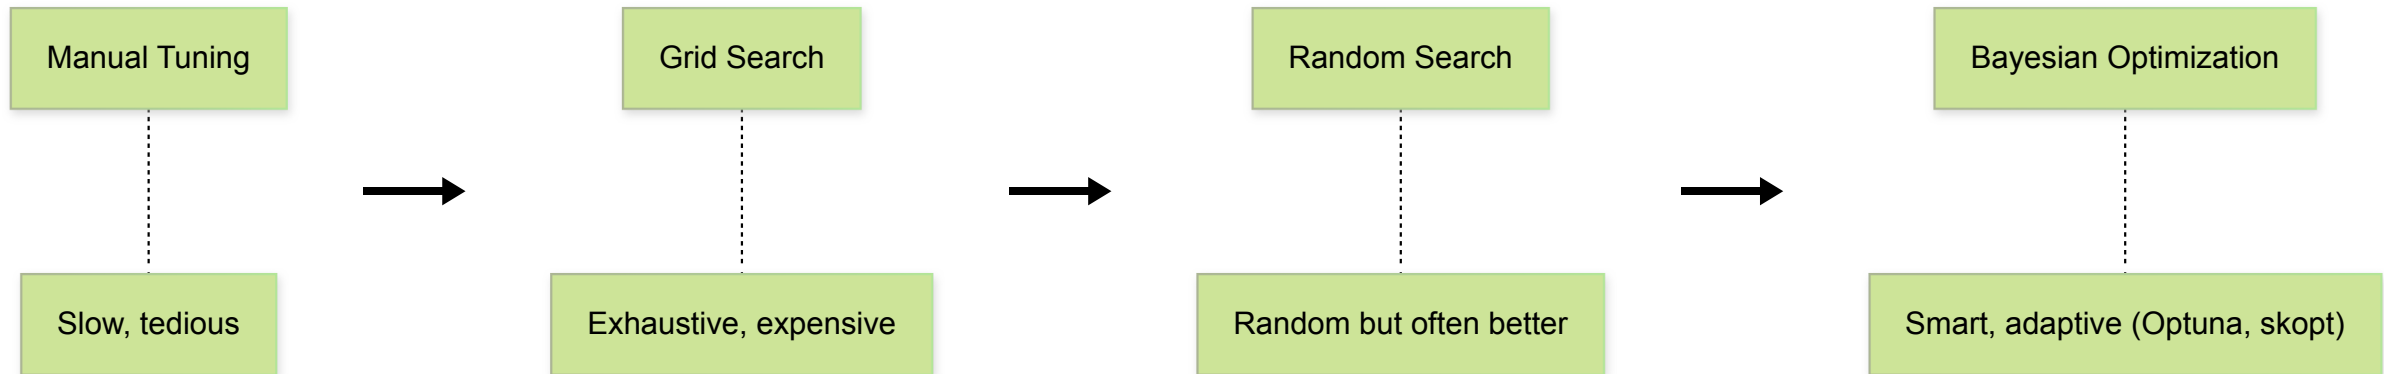 Manual Tuning
Grid Search
Random Search
Bayesian Optimization
Slow, tedious
Exhaustive, expensive
Random but often better
Smart, adaptive (Optuna, skopt)